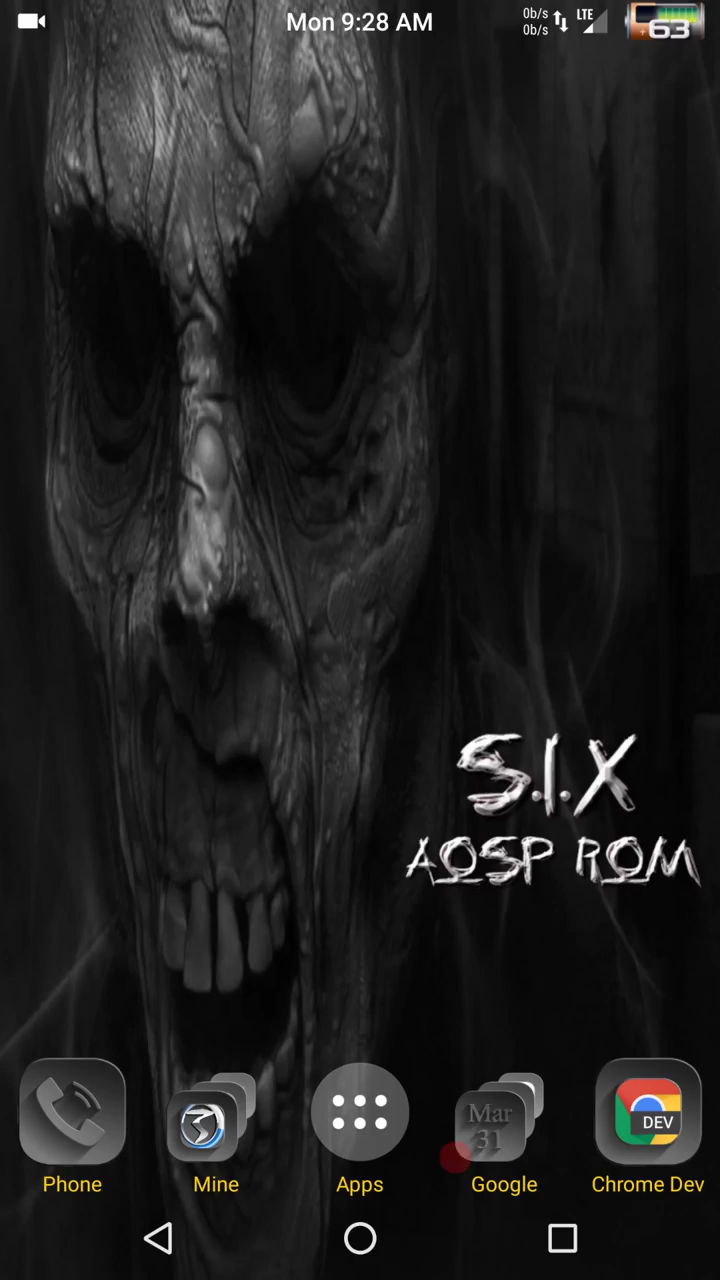 Mon 9:28 AM
0b/s
0b/s
LTE
63
S.I.X
AOSP ROM
Mar
31
DEV
Phone
Mine
Apps
Google
Chrome Dev